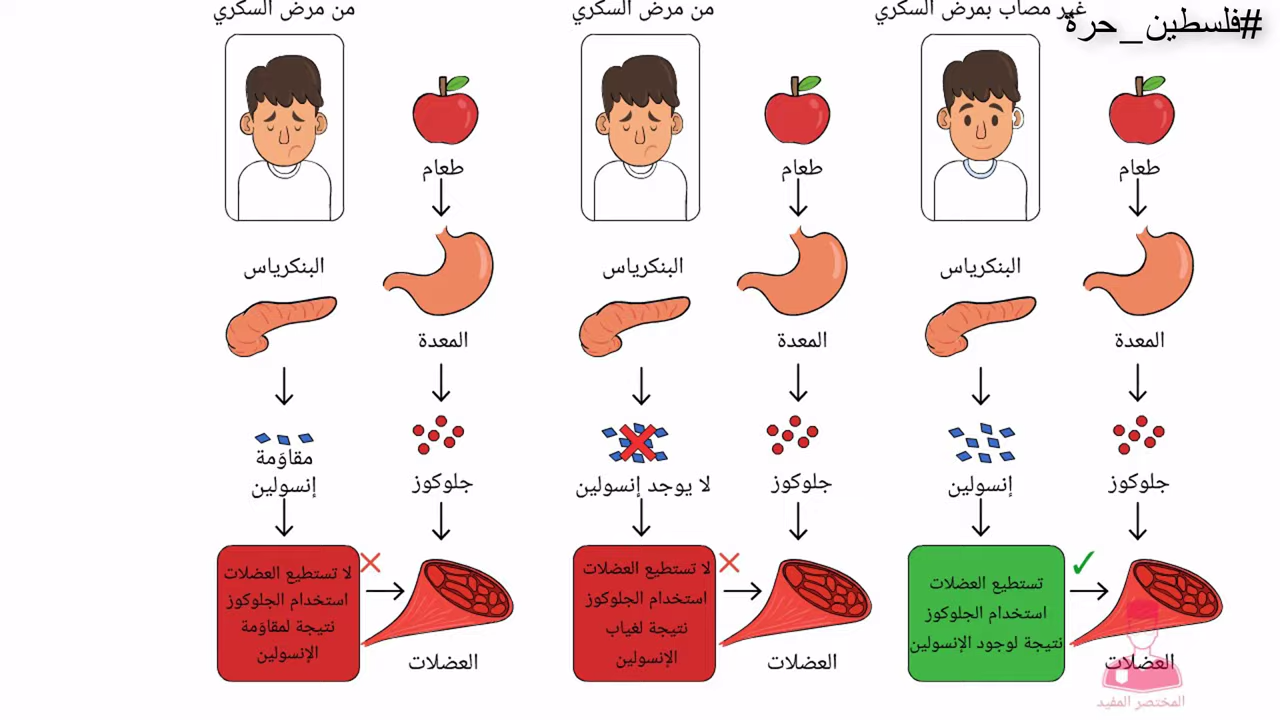 #فلسطين_حرة
غير مصاب بمرض السكري
طعام
البنكرياس
المعدة
إنسولين
جلوكوز
تستطيع العضلات
استخدام الجلوكوز
نتيجة لوجود الإنسولين
العضلات
المختصر المفيد
من مرض السكري
طعام
البنكرياس
المعدة
لا يوجد إنسولين
جلوكوز
لا تستطيع العضلات
استخدام الجلوكوز
نتيجة لغياب
الإنسولين
العضلات
من مرض السكري
طعام
البنكرياس
المعدة
مقاوَمة
إنسولين
جلوكوز
لا تستطيع العضلات
استخدام الجلوكوز
نتيجة لمقاوَمة
الإنسولين
العضلات